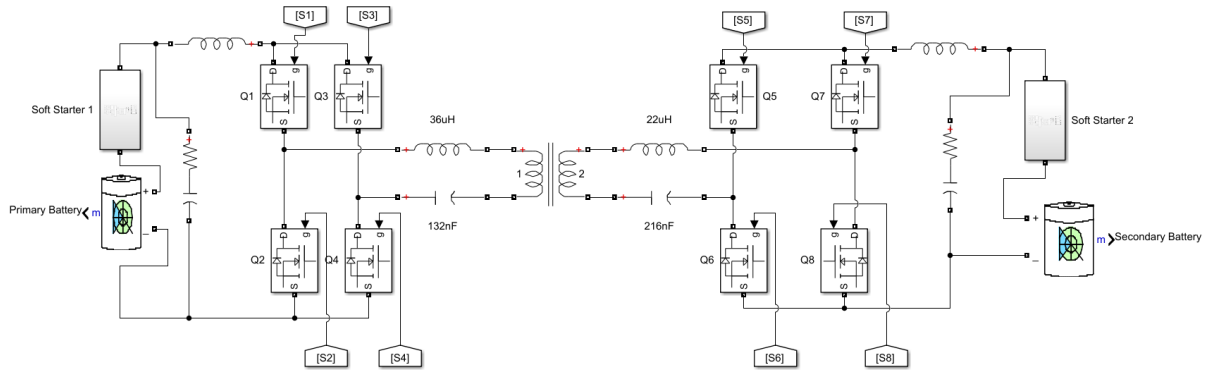 [S1]
[S3]
[S5]
[S7]
D
g
D
g
D
g
D
g
Q1
Q3
Q5
Q7
S
S
S
S
Soft Starter 1
Soft Starter 2
36uH
22uH
1
2
132nF
216nF
Primary Battery
m
+
–
+
–
m
Secondary Battery
D
g
D
g
D
g
D
g
Q2
Q4
Q6
Q8
S
S
S
S
[S2]
[S4]
[S6]
[S8]